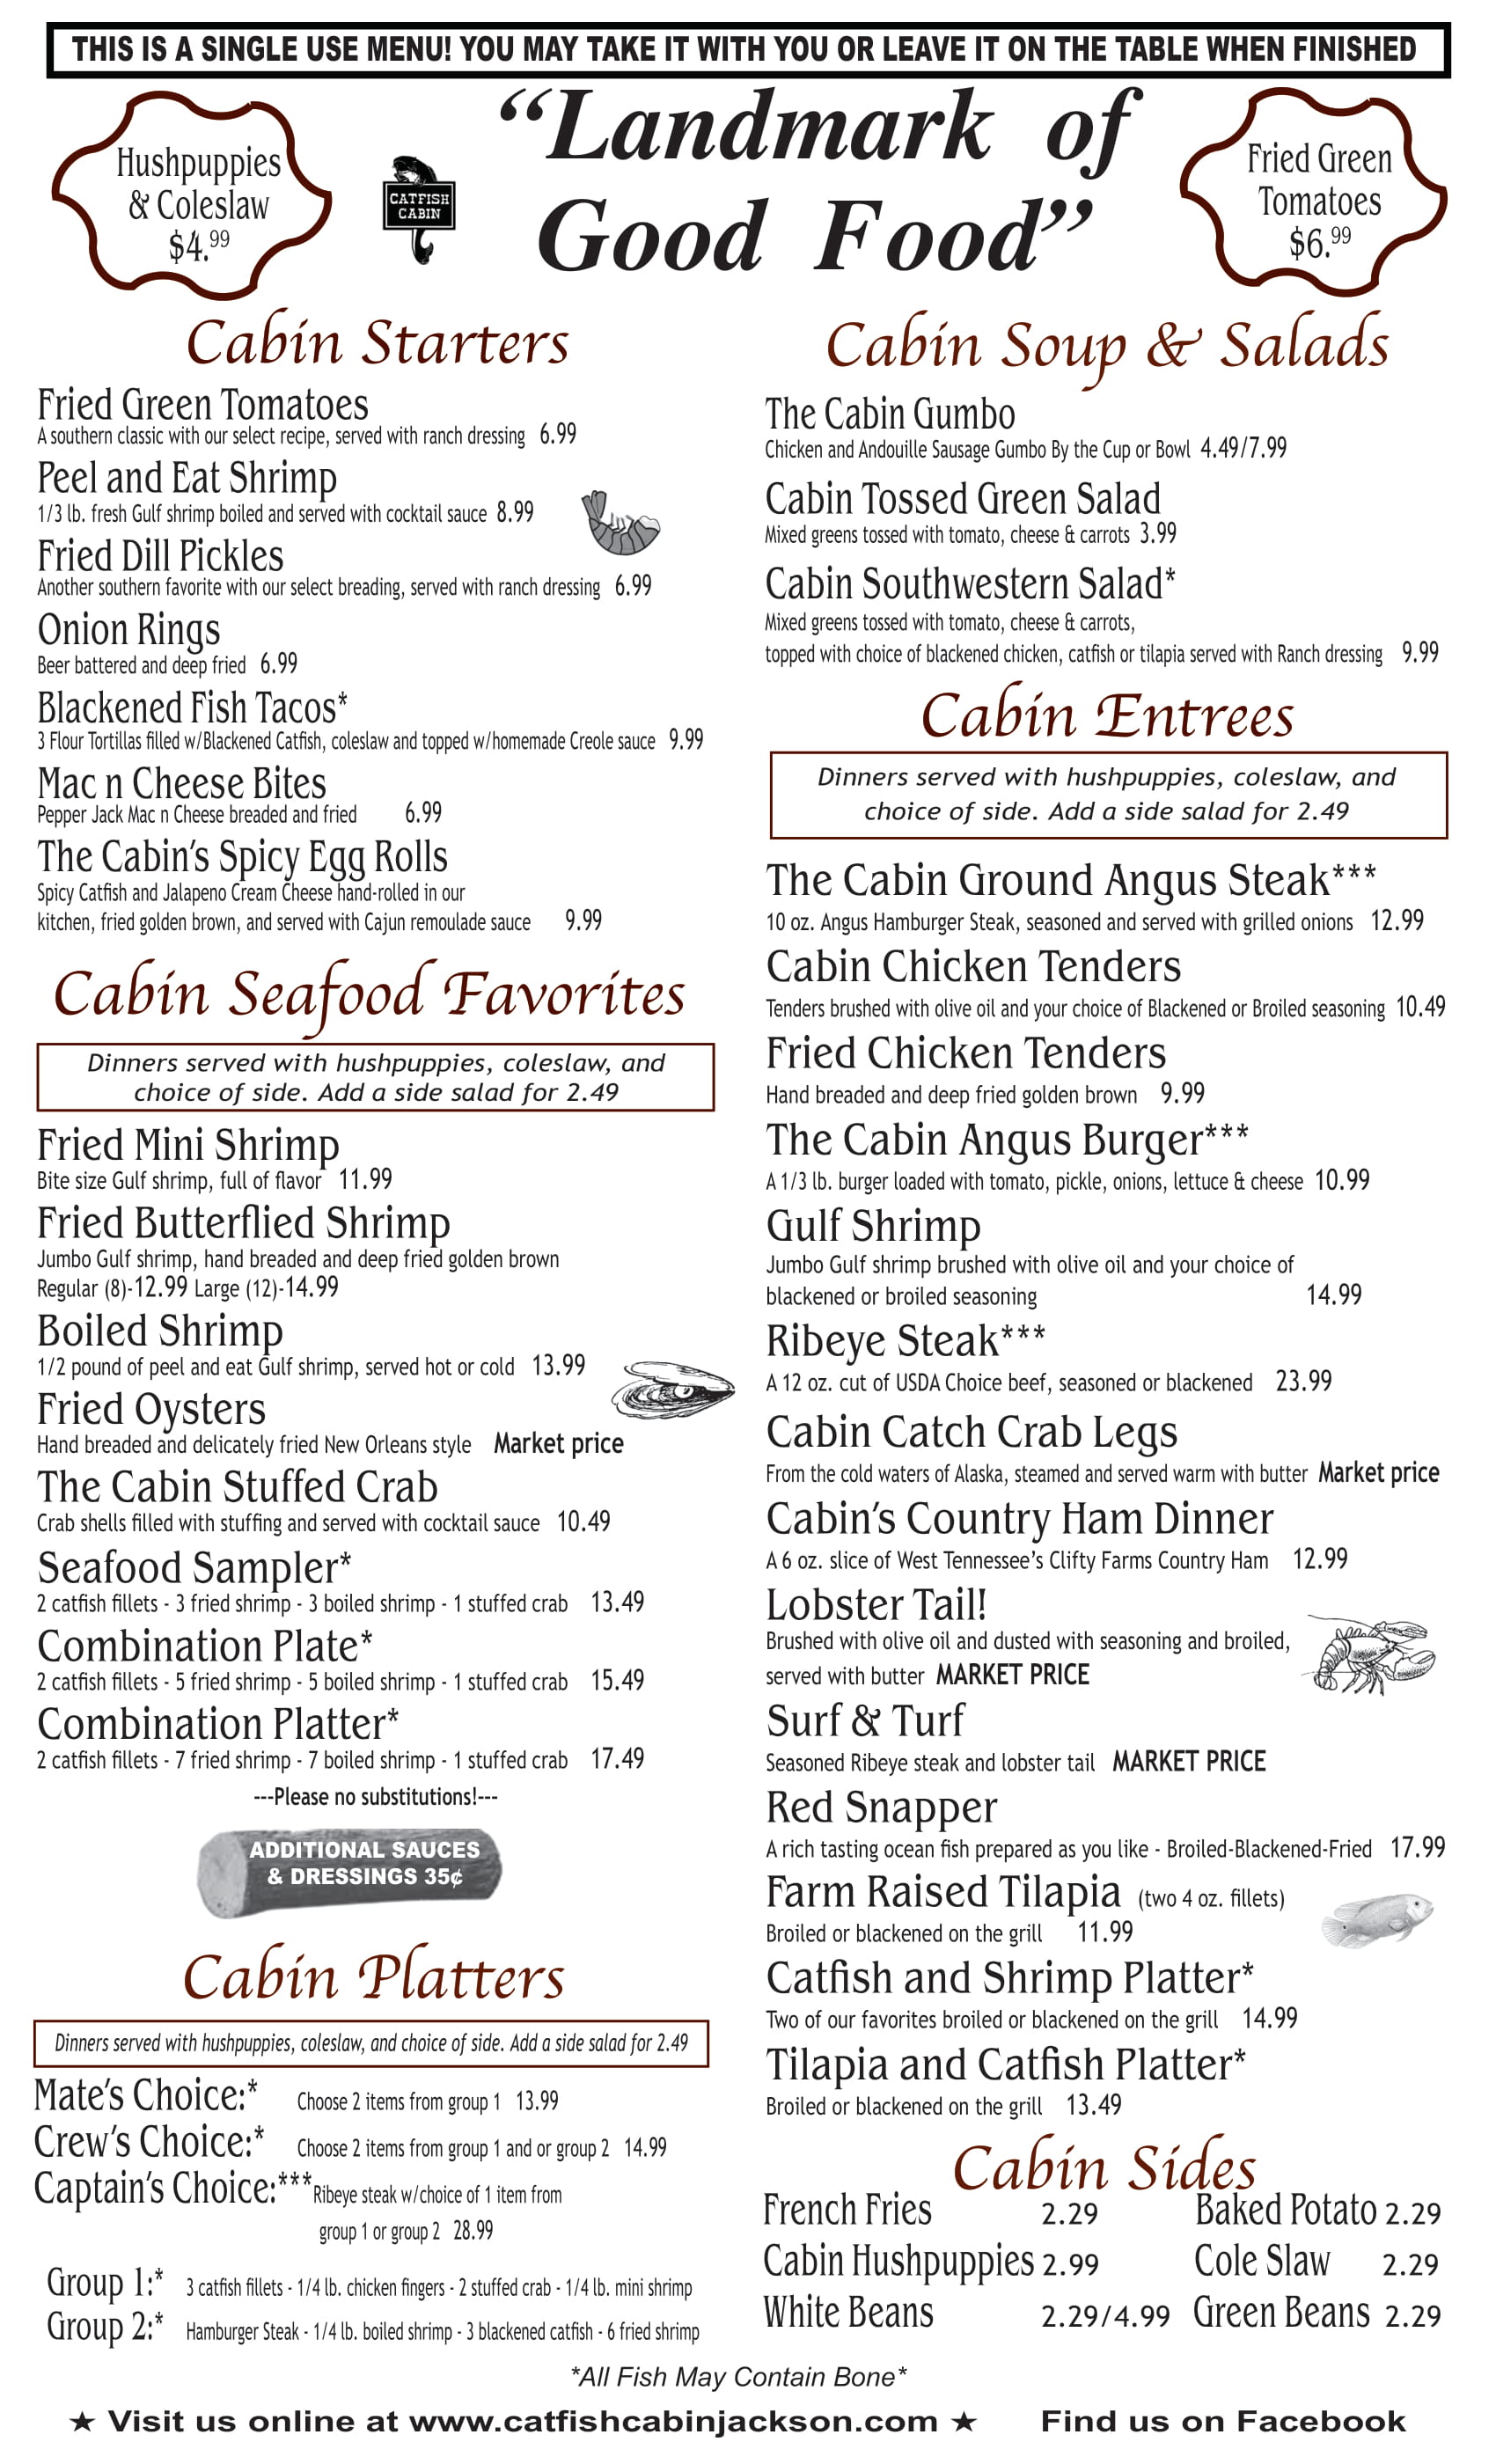 THIS IS A SINGLE USE MENU! YOU MAY TAKE IT WITH YOU OR LEAVE IT ON THE TABLE WHEN FINISHED
Hushpuppies
& Coleslaw
$4.99
CATFISH
CABIN
“Landmark of
Good Food”
Fried Green
Tomatoes
$6.99
Cabin Starters
Fried Green Tomatoes
A southern classic with our select recipe, served with ranch dressing 6.99
Peel and Eat Shrimp
1/3 lb. fresh Gulf shrimp boiled and served with cocktail sauce 8.99
Fried Dill Pickles
Another southern favorite with our select breading, served with ranch dressing 6.99
Onion Rings
Beer battered and deep fried 6.99
Blackened Fish Tacos*
3 Flour Tortillas filled w/Blackened Catfish, coleslaw and topped w/homemade Creole sauce 9.99
Mac n Cheese Bites
Pepper Jack Mac n Cheese breaded and fried 6.99
The Cabin’s Spicy Egg Rolls
Spicy Catfish and Jalapeno Cream Cheese hand-rolled in our
kitchen, fried golden brown, and served with Cajun remoulade sauce 9.99
Cabin Seafood Favorites
Dinners served with hushpuppies, coleslaw, and
choice of side. Add a side salad for 2.49
Fried Mini Shrimp
Bite size Gulf shrimp, full of flavor 11.99
Fried Butterflied Shrimp
Jumbo Gulf shrimp, hand breaded and deep fried golden brown
Regular (8)-12.99 Large (12)-14.99
Boiled Shrimp
1/2 pound of peel and eat Gulf shrimp, served hot or cold 13.99
Fried Oysters
Hand breaded and delicately fried New Orleans style Market price
The Cabin Stuffed Crab
Crab shells filled with stuffing and served with cocktail sauce 10.49
Seafood Sampler*
2 catfish fillets - 3 fried shrimp - 3 boiled shrimp - 1 stuffed crab 13.49
Combination Plate*
2 catfish fillets - 5 fried shrimp - 5 boiled shrimp - 1 stuffed crab 15.49
Combination Platter*
2 catfish fillets - 7 fried shrimp - 7 boiled shrimp - 1 stuffed crab 17.49
---Please no substitutions!---
ADDITIONAL SAUCES
& DRESSINGS 35¢
Cabin Platters
Dinners served with hushpuppies, coleslaw, and choice of side. Add a side salad for 2.49
Mate’s Choice:* Choose 2 items from group 1 13.99
Crew’s Choice:* Choose 2 items from group 1 and or group 2 14.99
Captain’s Choice:*** Ribeye steak w/choice of 1 item from
group 1 or group 2 28.99
Group 1:* 3 catfish fillets - 1/4 lb. chicken fingers - 2 stuffed crab - 1/4 lb. mini shrimp
Group 2:* Hamburger Steak - 1/4 lb. boiled shrimp - 3 blackened catfish - 6 fried shrimp
Cabin Soup & Salads
The Cabin Gumbo
Chicken and Andouille Sausage Gumbo By the Cup or Bowl 4.49/7.99
Cabin Tossed Green Salad
Mixed greens tossed with tomato, cheese & carrots 3.99
Cabin Southwestern Salad*
Mixed greens tossed with tomato, cheese & carrots,
topped with choice of blackened chicken, catfish or tilapia served with Ranch dressing 9.99
Cabin Entrees
Dinners served with hushpuppies, coleslaw, and
choice of side. Add a side salad for 2.49
The Cabin Ground Angus Steak***
10 oz. Angus Hamburger Steak, seasoned and served with grilled onions 12.99
Cabin Chicken Tenders
Tenders brushed with olive oil and your choice of Blackened or Broiled seasoning 10.49
Fried Chicken Tenders
Hand breaded and deep fried golden brown 9.99
The Cabin Angus Burger***
A 1/3 lb. burger loaded with tomato, pickle, onions, lettuce & cheese 10.99
Gulf Shrimp
Jumbo Gulf shrimp brushed with olive oil and your choice of
blackened or broiled seasoning 14.99
Ribeye Steak***
A 12 oz. cut of USDA Choice beef, seasoned or blackened 23.99
Cabin Catch Crab Legs
From the cold waters of Alaska, steamed and served warm with butter Market price
Cabin’s Country Ham Dinner
A 6 oz. slice of West Tennessee’s Clifty Farms Country Ham 12.99
Lobster Tail!
Brushed with olive oil and dusted with seasoning and broiled,
served with butter MARKET PRICE
Surf & Turf
Seasoned Ribeye steak and lobster tail MARKET PRICE
Red Snapper
A rich tasting ocean fish prepared as you like - Broiled-Blackened-Fried 17.99
Farm Raised Tilapia (two 4 oz. fillets)
Broiled or blackened on the grill 11.99
Catfish and Shrimp Platter*
Two of our favorites broiled or blackened on the grill 14.99
Tilapia and Catfish Platter*
Broiled or blackened on the grill 13.49
Cabin Sides
French Fries 2.29 Baked Potato 2.29
Cabin Hushpuppies 2.99 Cole Slaw 2.29
White Beans 2.29/4.99 Green Beans 2.29
*All Fish May Contain Bone*
★ Visit us online at www.catfishcabinjackson.com ★ Find us on Facebook